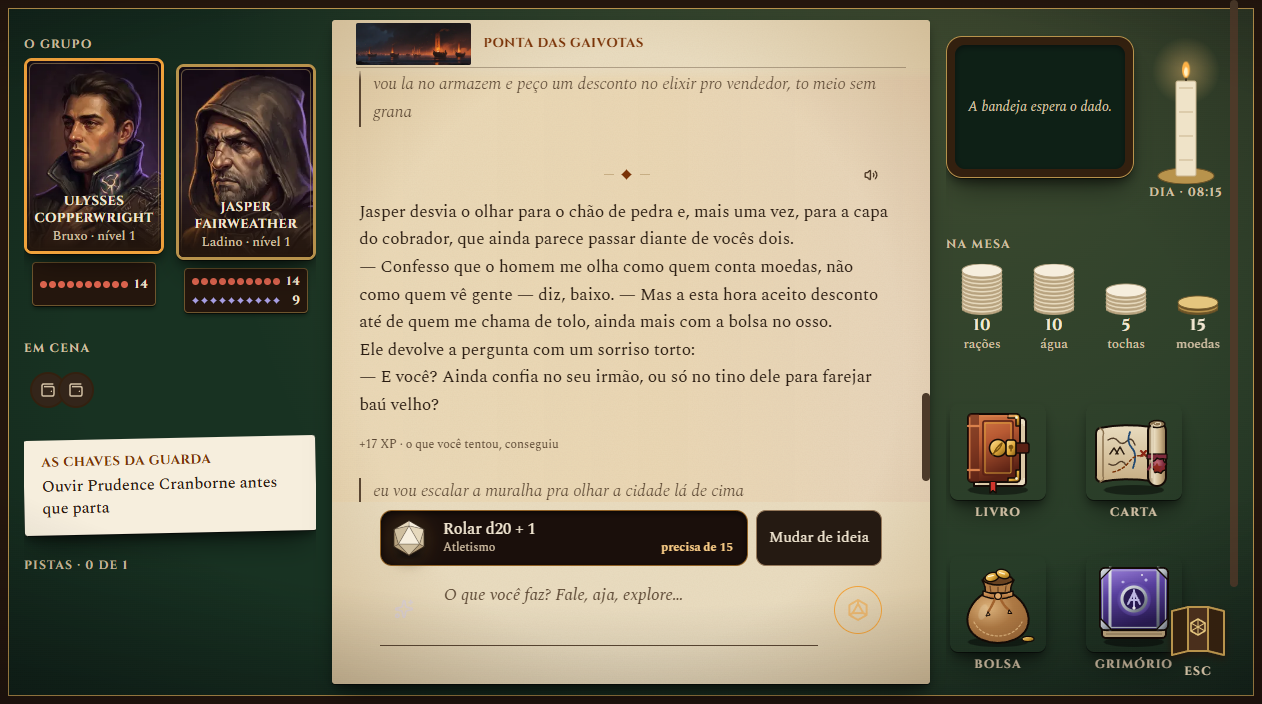 O GRUPO
ULYSSES
COPPERWRIGHT
Bruxo · nível 1
14
JASPER
FAIRWEATHER
Ladino · nível 1
14
9
EM CENA
AS CHAVES DA GUARDA
Ouvir Prudence Cranborne antes
que parta
PISTAS · 0 DE 1
PONTA DAS GAIVOTAS
vou la no armazem e peço um desconto no elixir pro vendedor, to meio sem
grana
Jasper desvia o olhar para o chão de pedra e, mais uma vez, para a capa
do cobrador, que ainda parece passar diante de vocês dois.
— Confesso que o homem me olha como quem conta moedas, não
como quem vê gente — diz, baixo. — Mas a esta hora aceito desconto
até de quem me chama de tolo, ainda mais com a bolsa no osso.
Ele devolve a pergunta com um sorriso torto:
— E você? Ainda confia no seu irmão, ou só no tino dele para farejar
baú velho?
+17 XP · o que você tentou, conseguiu
eu vou escalar a muralha pra olhar a cidade lá de cima
Rolar d20 + 1
Atletismo
precisa de 15
Mudar de ideia
O que você faz? Fale, aja, explore...
A bandeja espera o dado.
DIA · 08:15
NA MESA
10
rações
10
água
5
tochas
15
moedas
LIVRO
CARTA
BOLSA
GRIMÓRIO
ESC